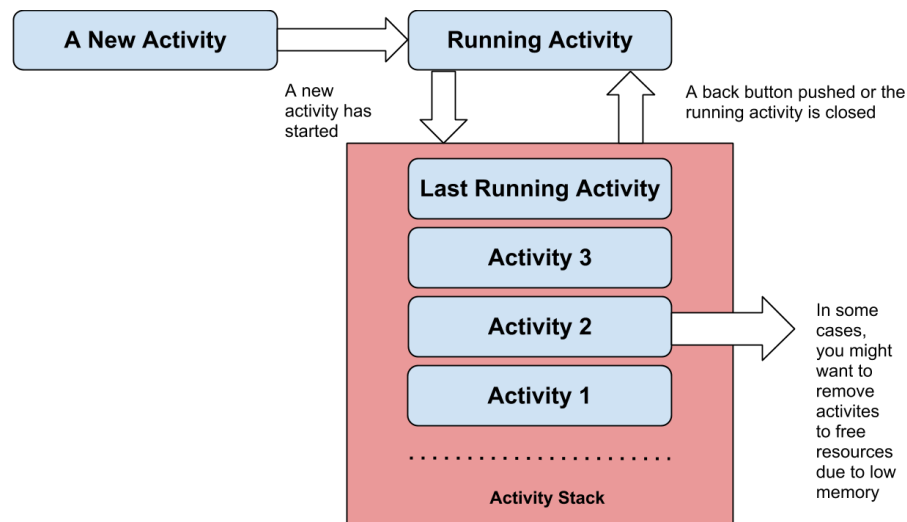 A New Activity
Running Activity
A new
activity has
started
A back button pushed or the
running activity is closed
Last Running Activity
Activity 3
Activity 2
Activity 1
In some
cases,
you might
want to
remove
activites
to free
resources
due to low
memory
Activity Stack